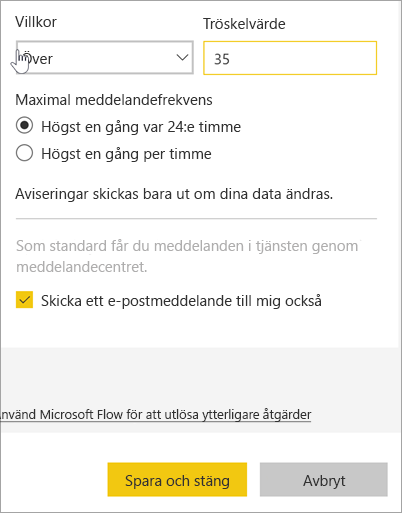 Villkor Tröskelvärde
Över 35
Maximal meddelandefrekvens
Högst en gång var 24:e timme
Högst en gång per timme
Aviseringar skickas bara ut om dina data ändras.
Som standard får du meddelanden i tjänsten genom
meddelandecentret.
Skicka ett e-postmeddelande till mig också
Använd Microsoft Flow för att utlösa ytterligare åtgärder
Spara och stäng Avbryt